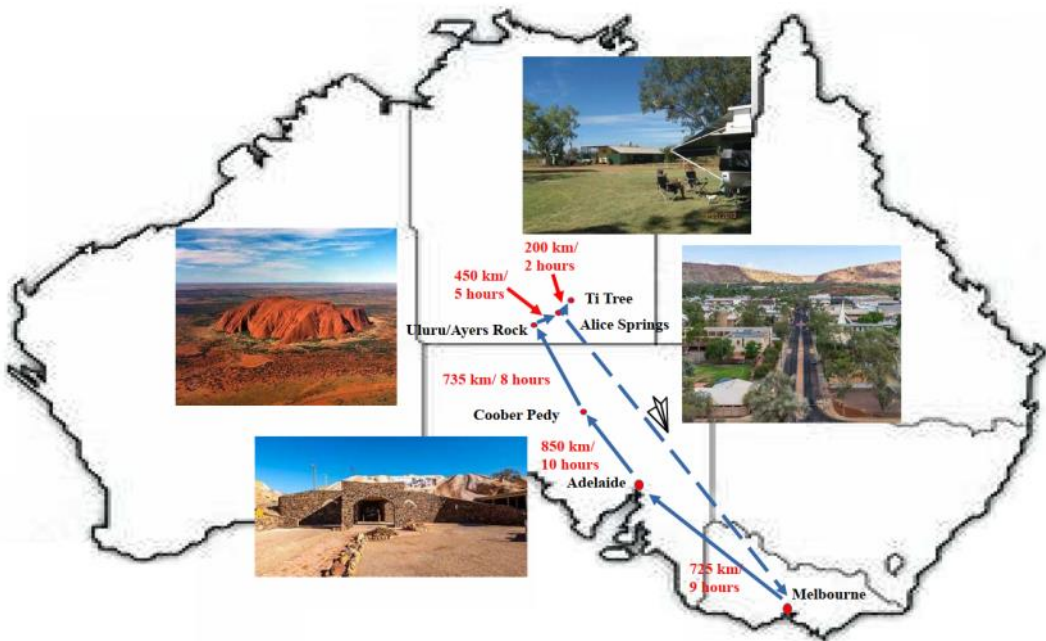 200 km/
2 hours
450 km/
5 hours
Ti Tree
Uluru/Ayers Rock
Alice Springs
735 km/ 8 hours
Coober Pedy
850 km/
10 hours
Adelaide
725 km/
9 hours
Melbourne